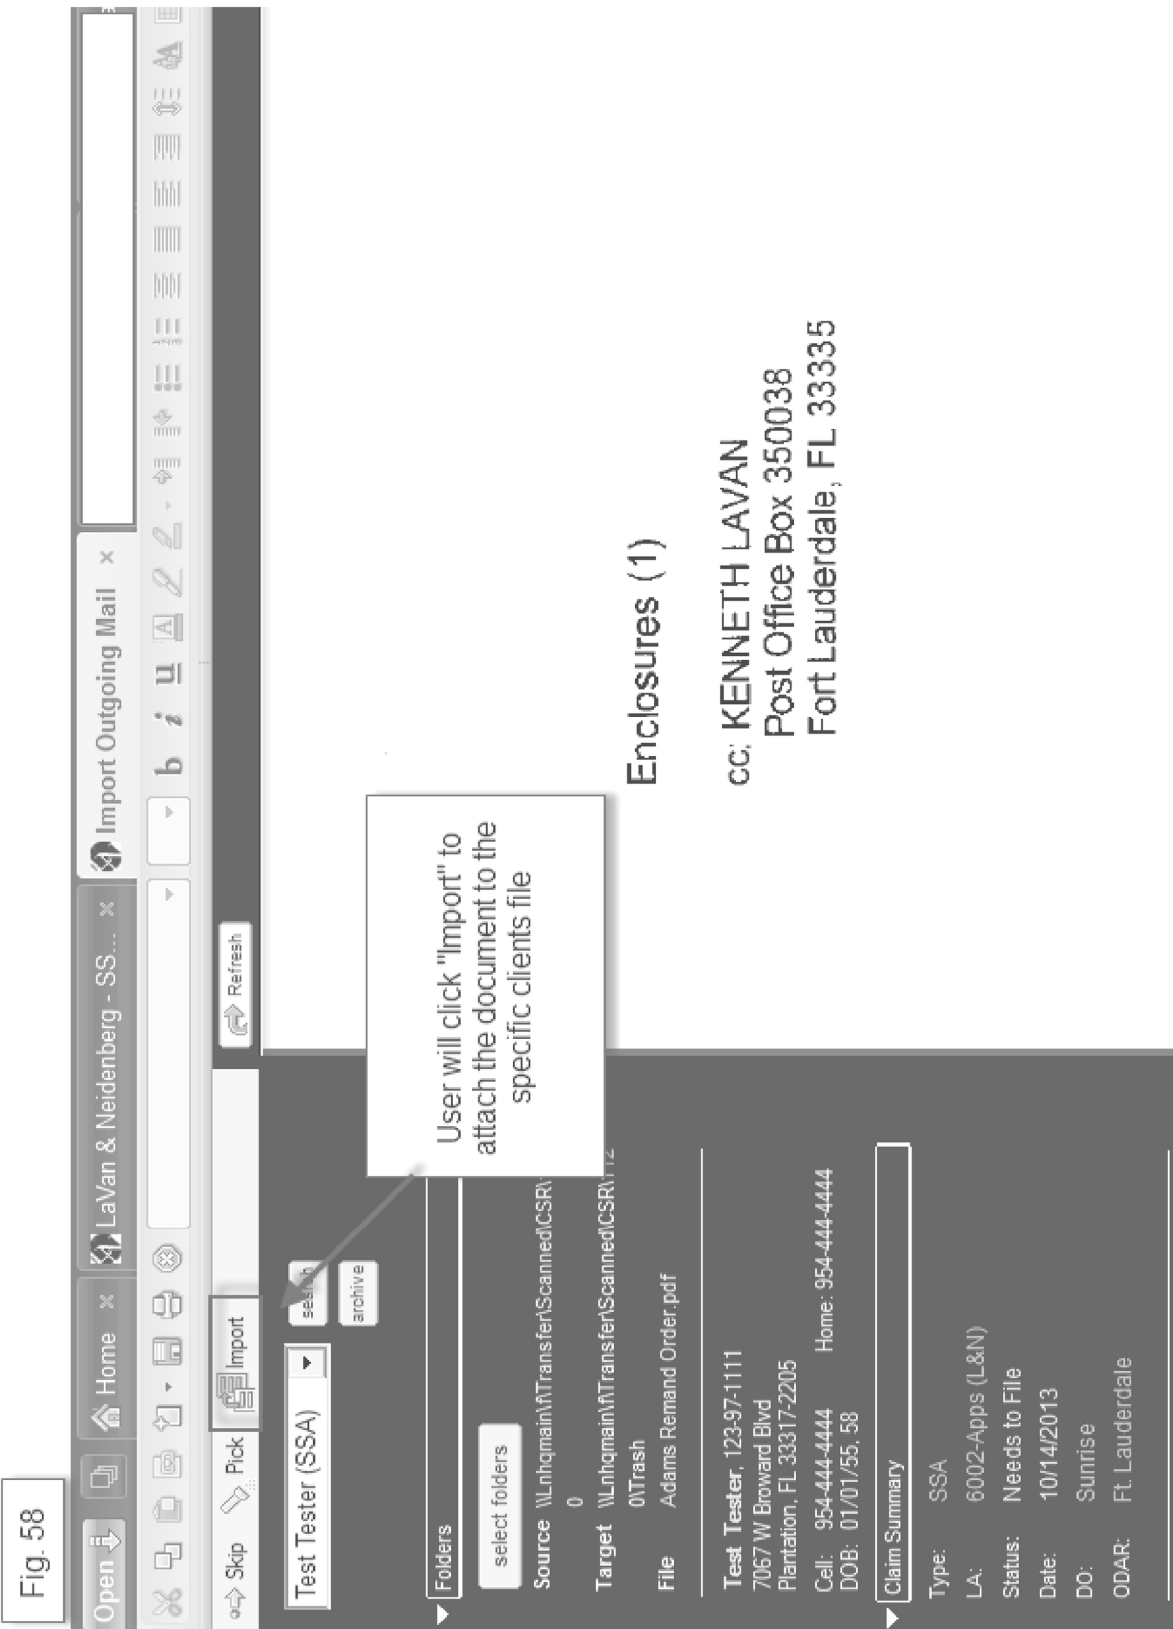 Fig. 58
Open
Home ×
LaVan & Neidenberg - SS... ×
Import Outgoing Mail ×
b i u A
Skip Pick Import
Refresh
Test Tester (SSA)
search
archive
Folders
select folders
Source \\Lnhqmain\f\Transfer\Scanned\CSR\
0
Target \\Lnhqmain\f\Transfer\Scanned\CSR\112
0\Trash
File Adams Remand Order.pdf
Test Tester, 123-97-1111
7067 W Broward Blvd
Plantation, FL 33317-2205
Cell: 954-444-4444 Home: 954-444-4444
DOB: 01/01/55, 58
Claim Summary
Type: SSA
LA: 6002-Apps (L&N)
Status: Needs to File
Date: 10/14/2013
DO: Sunrise
ODAR: Ft. Lauderdale
User will click "Import" to
attach the document to the
specific clients file
Enclosures (1)
cc: KENNETH LAVAN
Post Office Box 350038
Fort Lauderdale, FL 33335